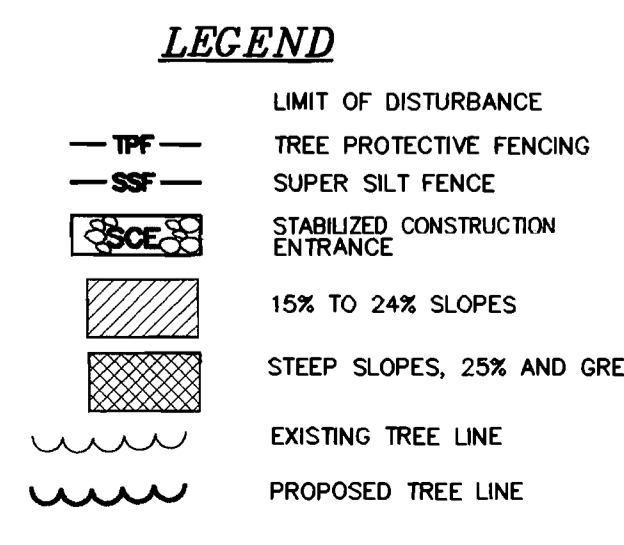 LEGEND
LIMIT OF DISTURBANCE
TPF TREE PROTECTIVE FENCING
SSF SUPER SILT FENCE
SCE STABILIZED CONSTRUCTION
ENTRANCE
15% TO 24% SLOPES
STEEP SLOPES, 25% AND GRE
EXISTING TREE LINE
PROPOSED TREE LINE